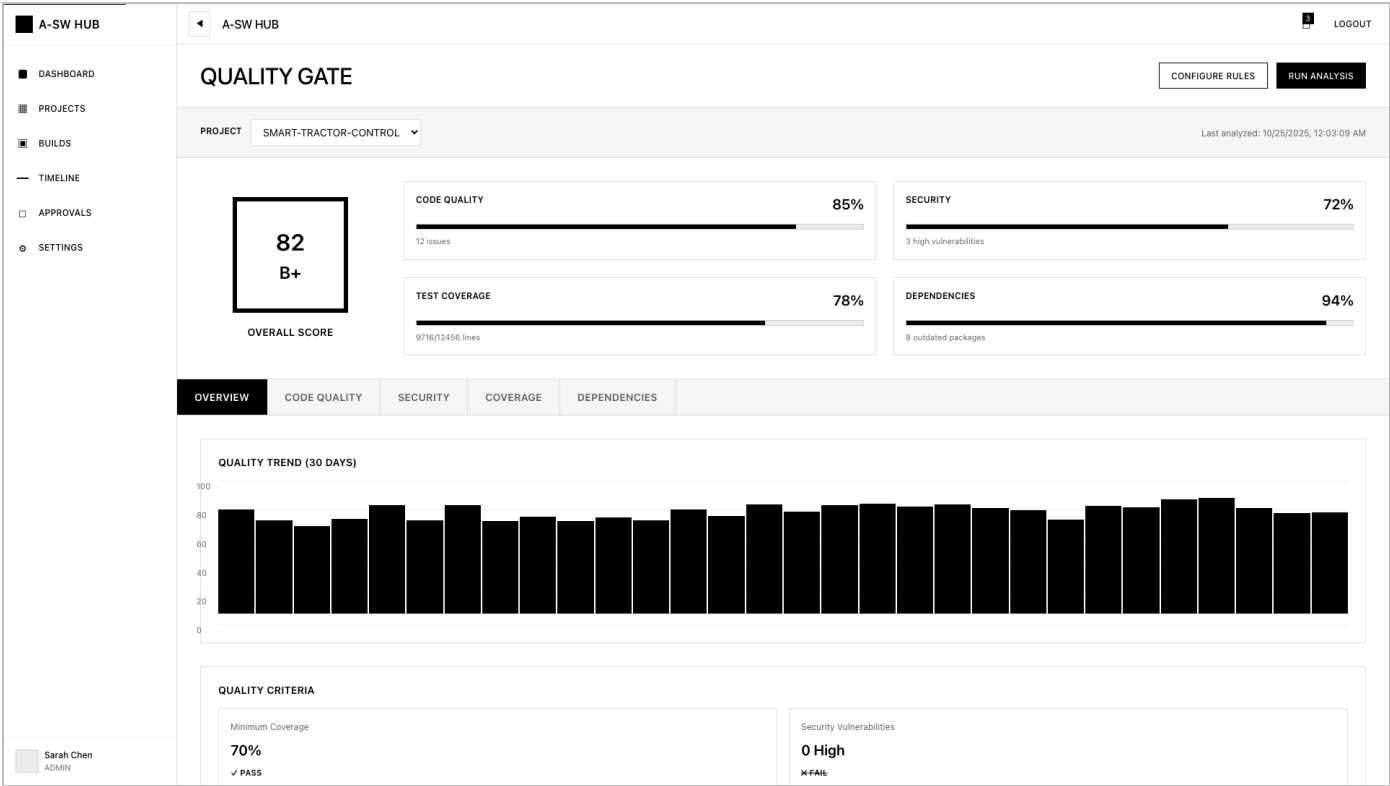 A-SW HUB
DASHBOARD
PROJECTS
BUILDS
TIMELINE
APPROVALS
SETTINGS
Sarah Chen
ADMIN
A-SW HUB
3
LOGOUT
QUALITY GATE
CONFIGURE RULES
RUN ANALYSIS
PROJECT
SMART-TRACTOR-CONTROL
Last analyzed: 10/25/2025, 12:03:09 AM
82
B+
OVERALL SCORE
CODE QUALITY
85%
12 issues
SECURITY
72%
3 high vulnerabilities
TEST COVERAGE
78%
9716/12456 lines
DEPENDENCIES
94%
8 outdated packages
OVERVIEW
CODE QUALITY
SECURITY
COVERAGE
DEPENDENCIES
QUALITY TREND (30 DAYS)
100
80
60
40
20
0
QUALITY CRITERIA
Minimum Coverage
70%
✓ PASS
Security Vulnerabilities
0 High
✕ FAIL